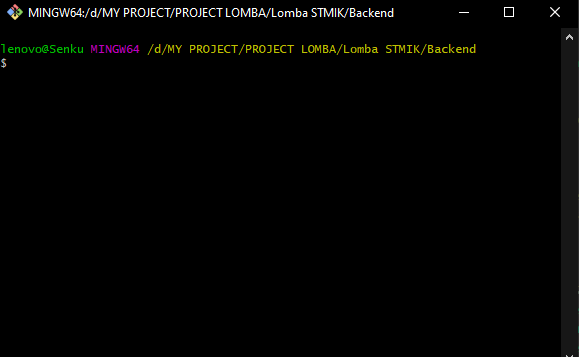 MINGW64:/d/MY PROJECT/PROJECT LOMBA/Lomba STMIK/Backend
lenovo@Senku MINGW64 /d/MY PROJECT/PROJECT LOMBA/Lomba STMIK/Backend
$